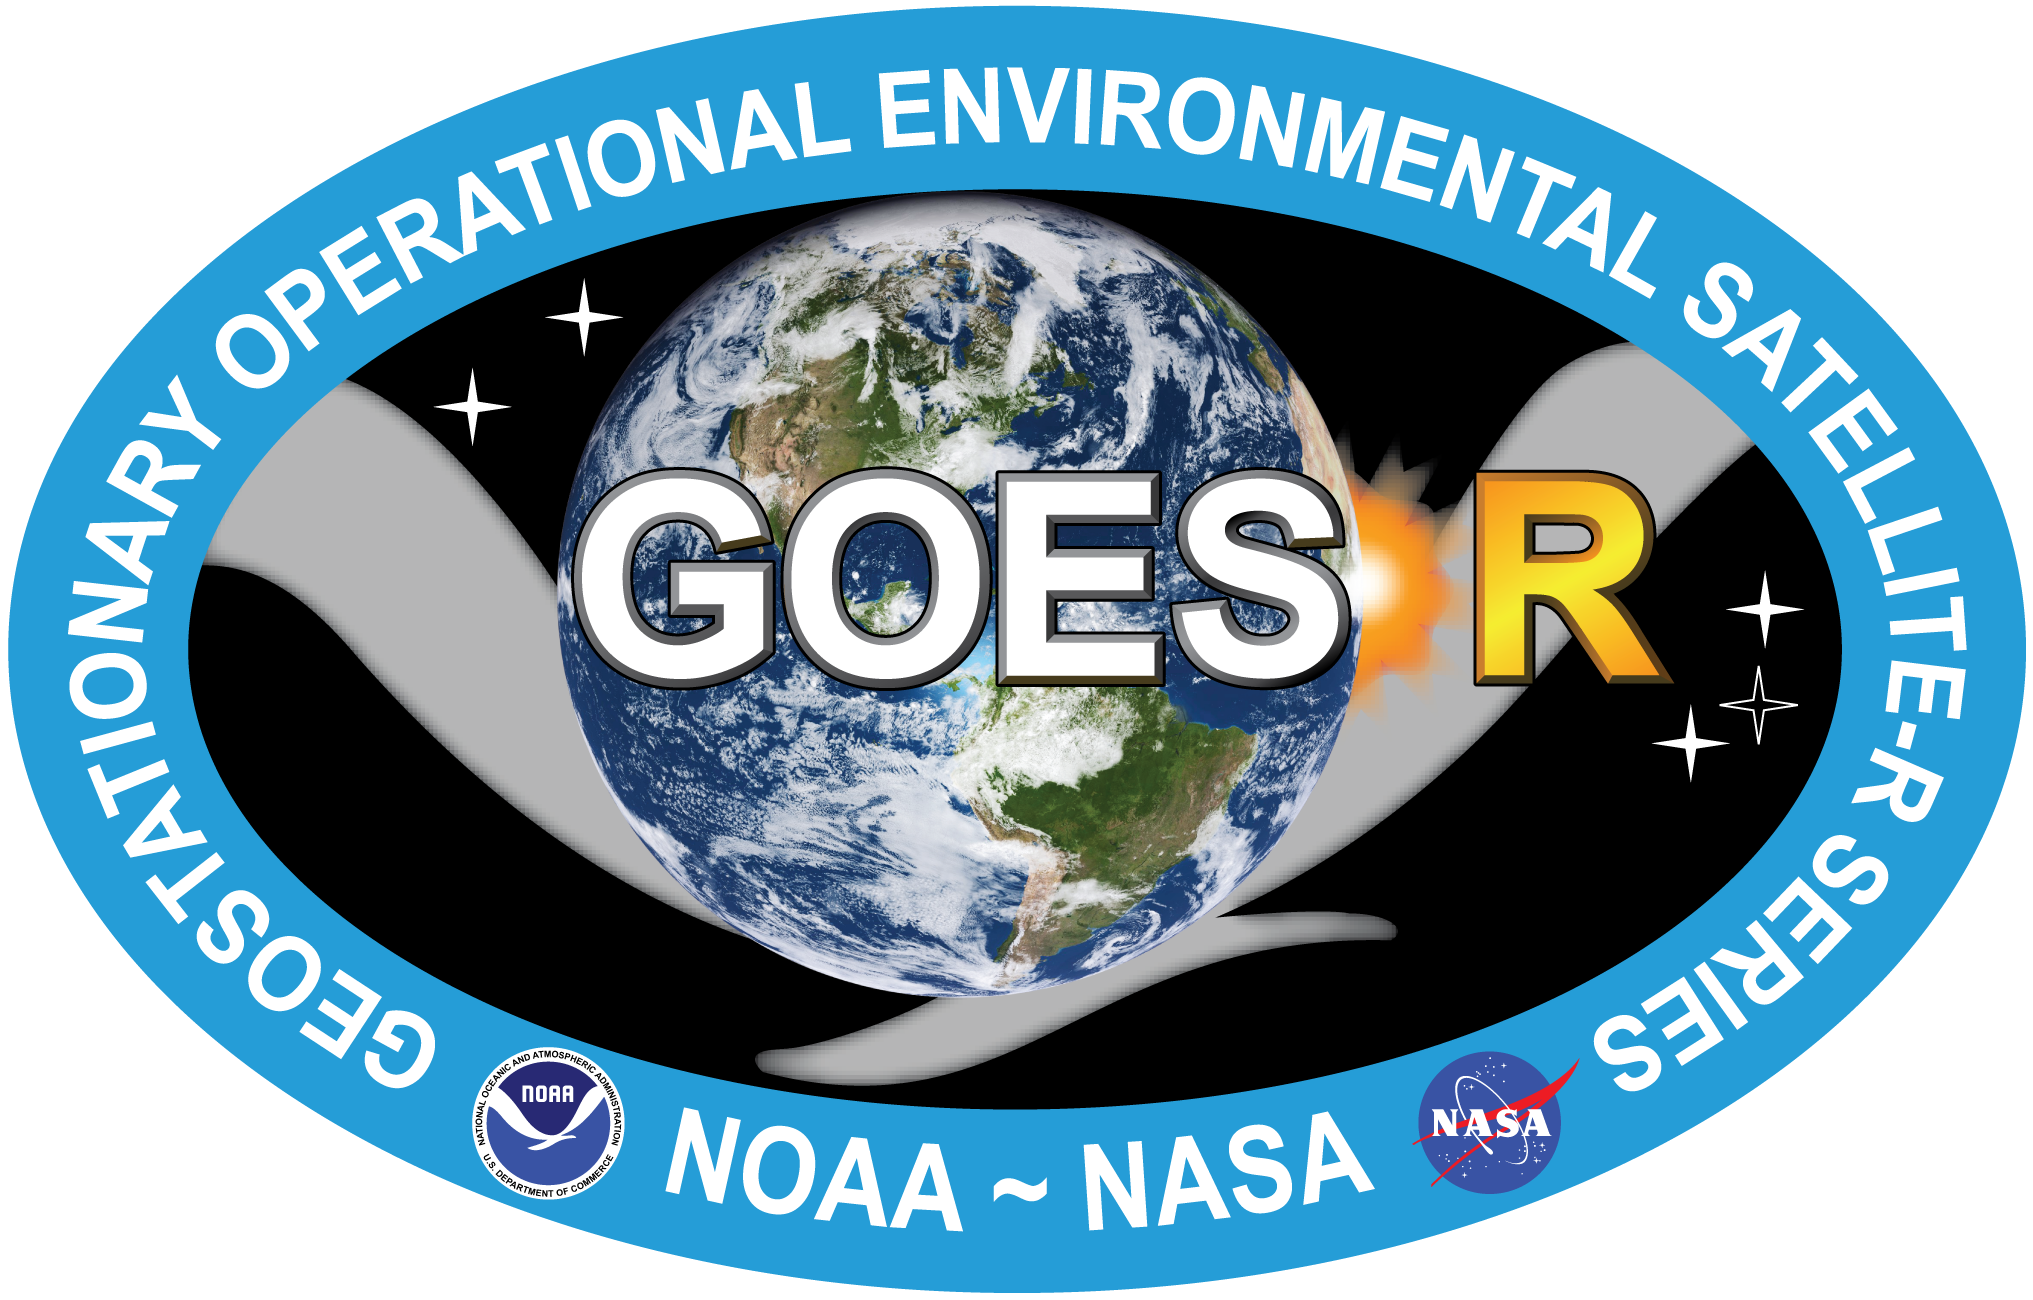 GEOSTATIONARY OPERATIONAL ENVIRONMENTAL SATELLITE-R SERIES
GOES R
NOAA ~ NASA
NATIONAL OCEANIC AND ATMOSPHERIC ADMINISTRATION
NOAA
U.S. DEPARTMENT OF COMMERCE
NASA